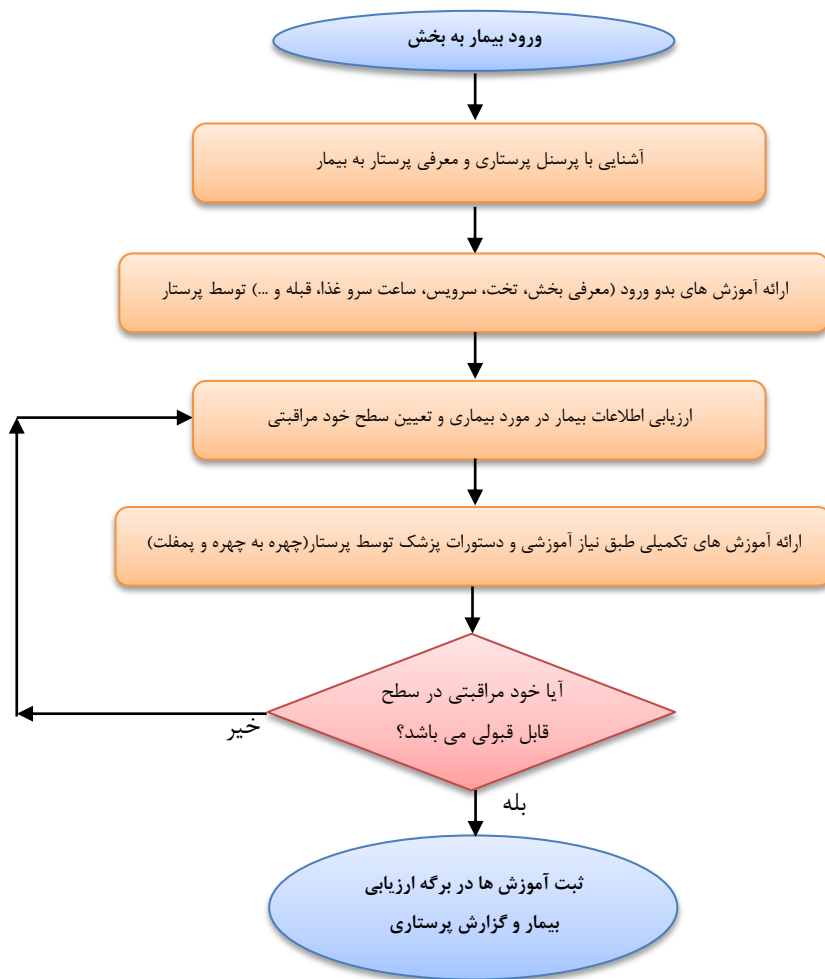 ورود بیمار به بخش
آشنایی با پرسنل پرستاری و معرفی پرستار به بیمار
ارائه آموزش های بدو ورود (معرفی بخش، تخت، سرویس، ساعت سرو غذا، قبله و ...) توسط پرستار
ارزیابی اطلاعات بیمار در مورد بیماری و تعیین سطح خود مراقبتی
ارائه آموزش های تکمیلی طبق نیاز آموزشی و دستورات پزشک توسط پرستار(چهره به چهره و پمفلت)
آیا خود مراقبتی در سطح
قابل قبولی می باشد؟
خیر
بله
ثبت آموزش ها در برگه ارزیابی
بیمار و گزارش پرستاری